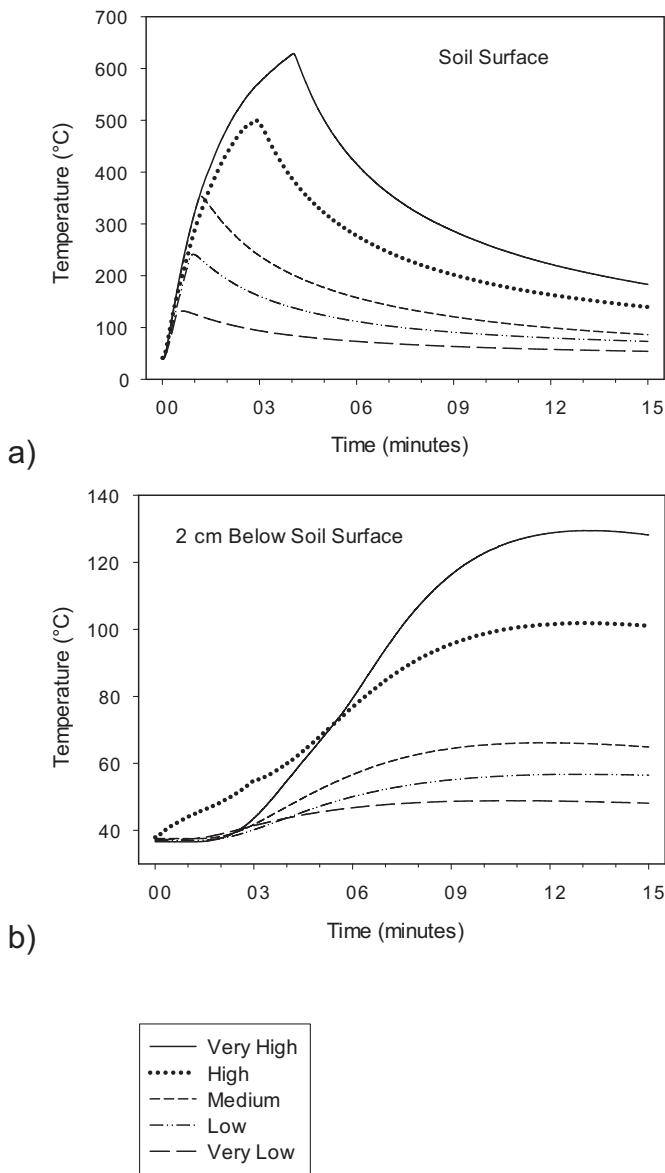 700
600
500
400
300
200
100
0
Temperature (°C)
Soil Surface
00 03 06 09 12 15
Time (minutes)
a)
140
120
100
80
60
40
Temperature (°C)
2 cm Below Soil Surface
00 03 06 09 12 15
Time (minutes)
b)
Very High
High
Medium
Low
Very Low